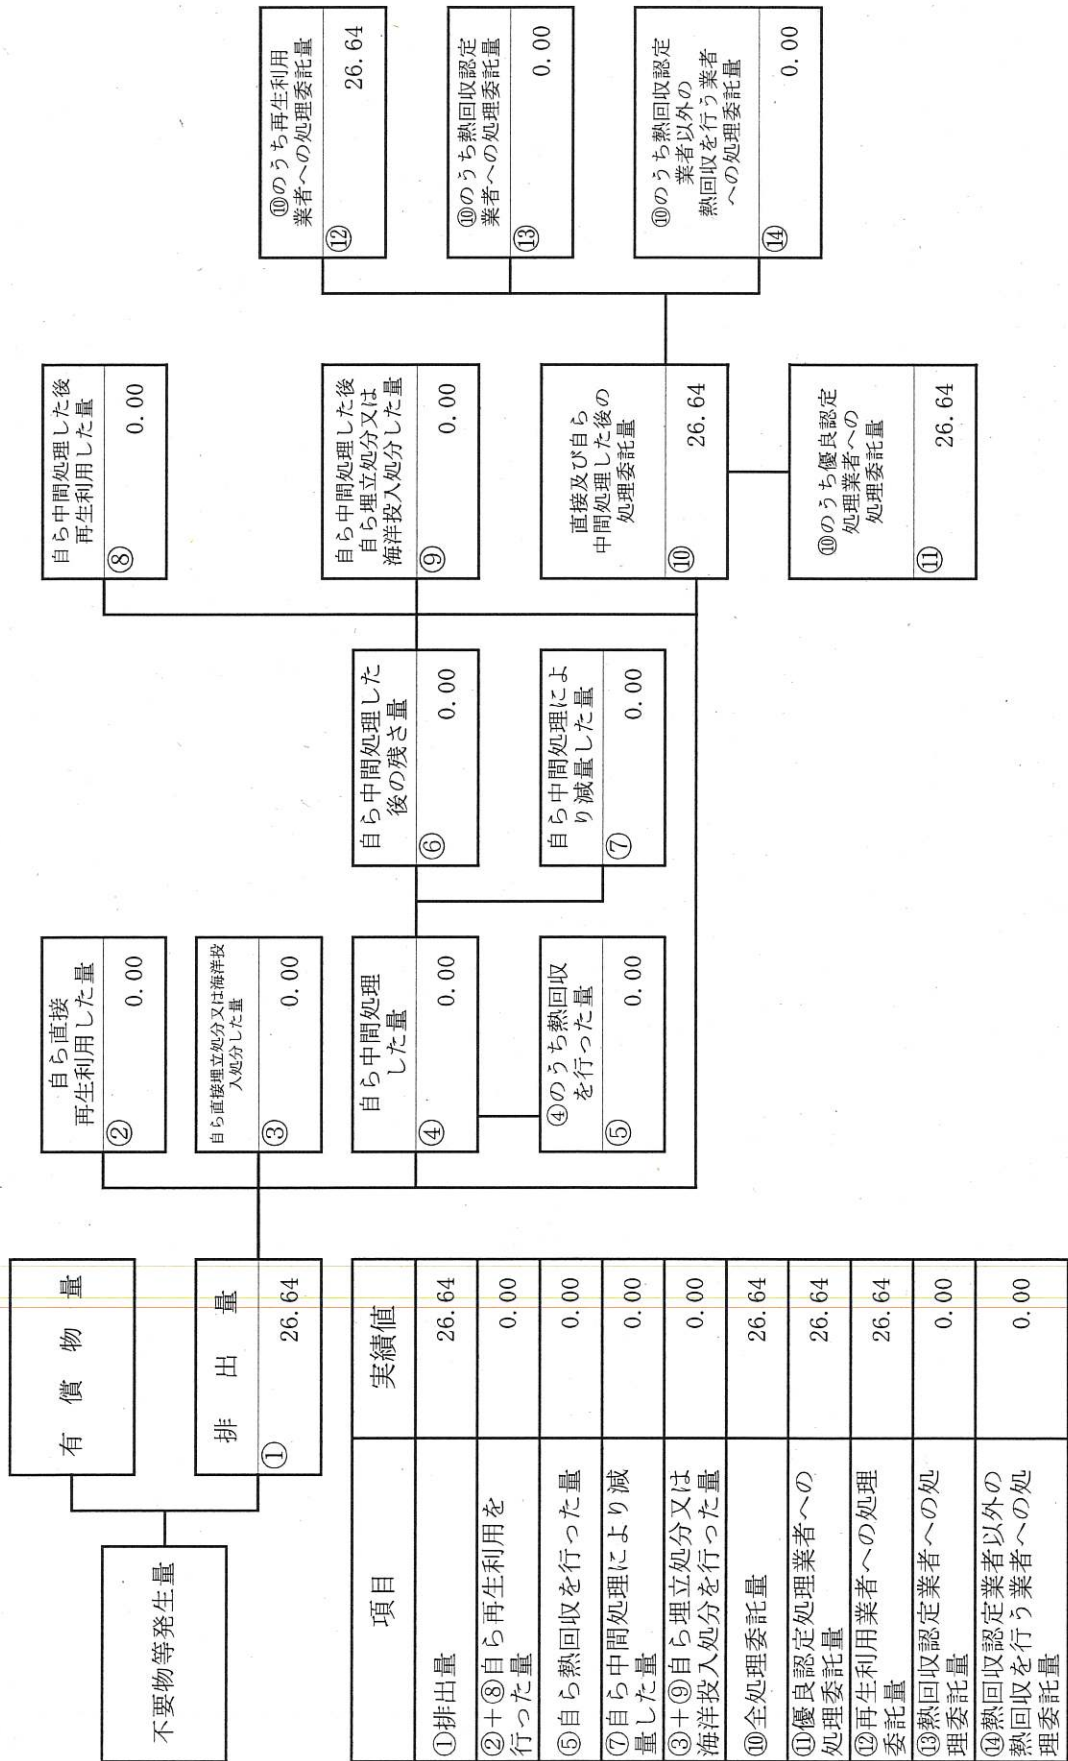 不要物等発生量
有償物量
排出量
① 26.64
自ら直接
再生利用した量
② 0.00
自ら直接埋立処分又は海洋投
入処分した量
③ 0.00
自ら中間処理
した量
④ 0.00
④のうち熱回収
を行った量
⑤ 0.00
自ら中間処理した
後の残さ量
⑥ 0.00
自ら中間処理によ
り減量した量
⑦ 0.00
自ら中間処理した後
再生利用した量
⑧ 0.00
自ら中間処理した後
自ら埋立処分又は
海洋投入処分した量
⑨ 0.00
直接及び自ら
中間処理した後の
処理委託量
⑩ 26.64
⑩のうち優良認定
処理業者への
処理委託量
⑪ 26.64
⑩のうち再生利用
業者への処理委託量
⑫ 26.64
⑩のうち熱回収認定
業者への処理委託量
⑬ 0.00
⑩のうち熱回収認定
業者以外の
熱回収を行う業者
への処理委託量
⑭ 0.00
項目 実績値
①排出量 26.64
②+⑧自ら再生利用を
行った量 0.00
⑤自ら熱回収を行った量 0.00
⑦自ら中間処理により減
量した量 0.00
③+⑨自ら埋立処分又は
海洋投入処分を行った量 0.00
⑩全処理委託量 26.64
⑪優良認定処理業者への
処理委託量 26.64
⑫再生利用業者への処理
委託量 26.64
⑬熱回収認定業者への処
理委託量 0.00
⑭熱回収認定業者以外の
熱回収を行う業者への処
理委託量 0.00